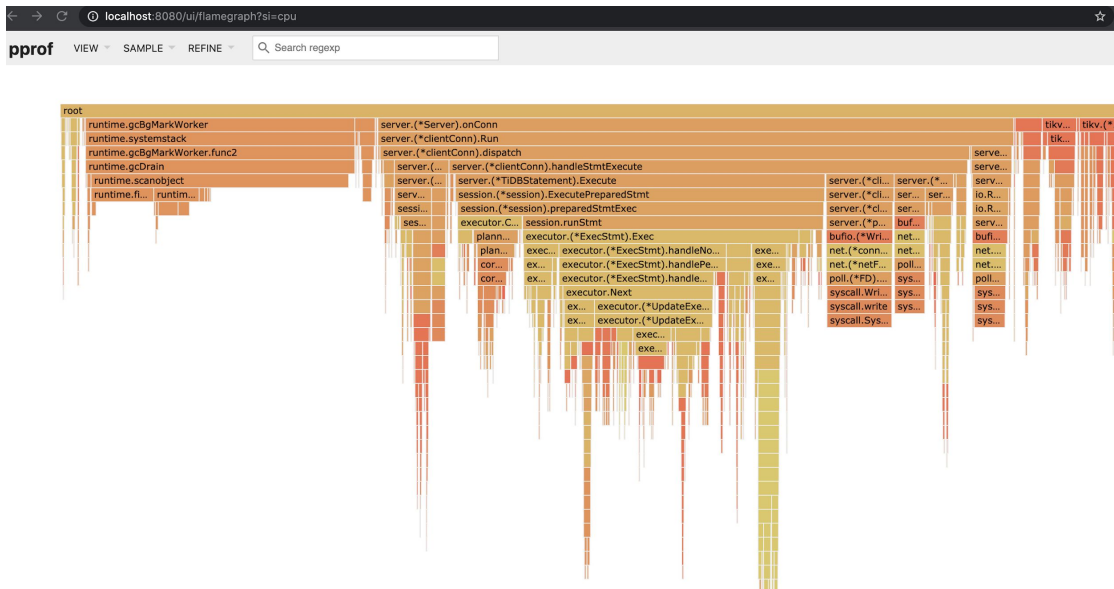 localhost:8080/ui/flamegraph?si=cpu
pprof VIEW SAMPLE REFINE Search regexp
root
runtime.gcBgMarkWorker server.(*Server).onConn tikv... tikv.(*
runtime.systemstack server.(*clientConn).Run tik...
runtime.gcBgMarkWorker.func2 server.(*clientConn).dispatch serve...
runtime.gcDrain server.(... server.(*clientConn).handleStmtExecute serve...
runtime.scanobject server.(... server.(*TiDBStatement).Execute server.(*cli... server.(*... serv...
runtime.fi... runtim... serv... session.(*session).ExecutePreparedStmt server.(*cli... ser... ser... io.R...
sessi... session.(*session).preparedStmtExec server.(*cl... ser... io.R...
ses... executor.C... session.runStmt server.(*p... buf... serv...
plann... executor.(*ExecStmt).Exec bufio.(*Wri... net... bufi...
plan... exec... executor.(*ExecStmt).handleNo... exe... net.(*conn... net... net....
cor... ex... executor.(*ExecStmt).handlePe... exe... net.(*netF... poll... net....
cor... ex... executor.(*ExecStmt).handle... ex... poll.(*FD).... sys... poll...
executor.Next syscall.Wri... sys... sys...
ex... executor.(*UpdateExe... syscall.write sys... sys...
ex... executor.(*UpdateEx... syscall.Sys... sys...
exec...
exe...